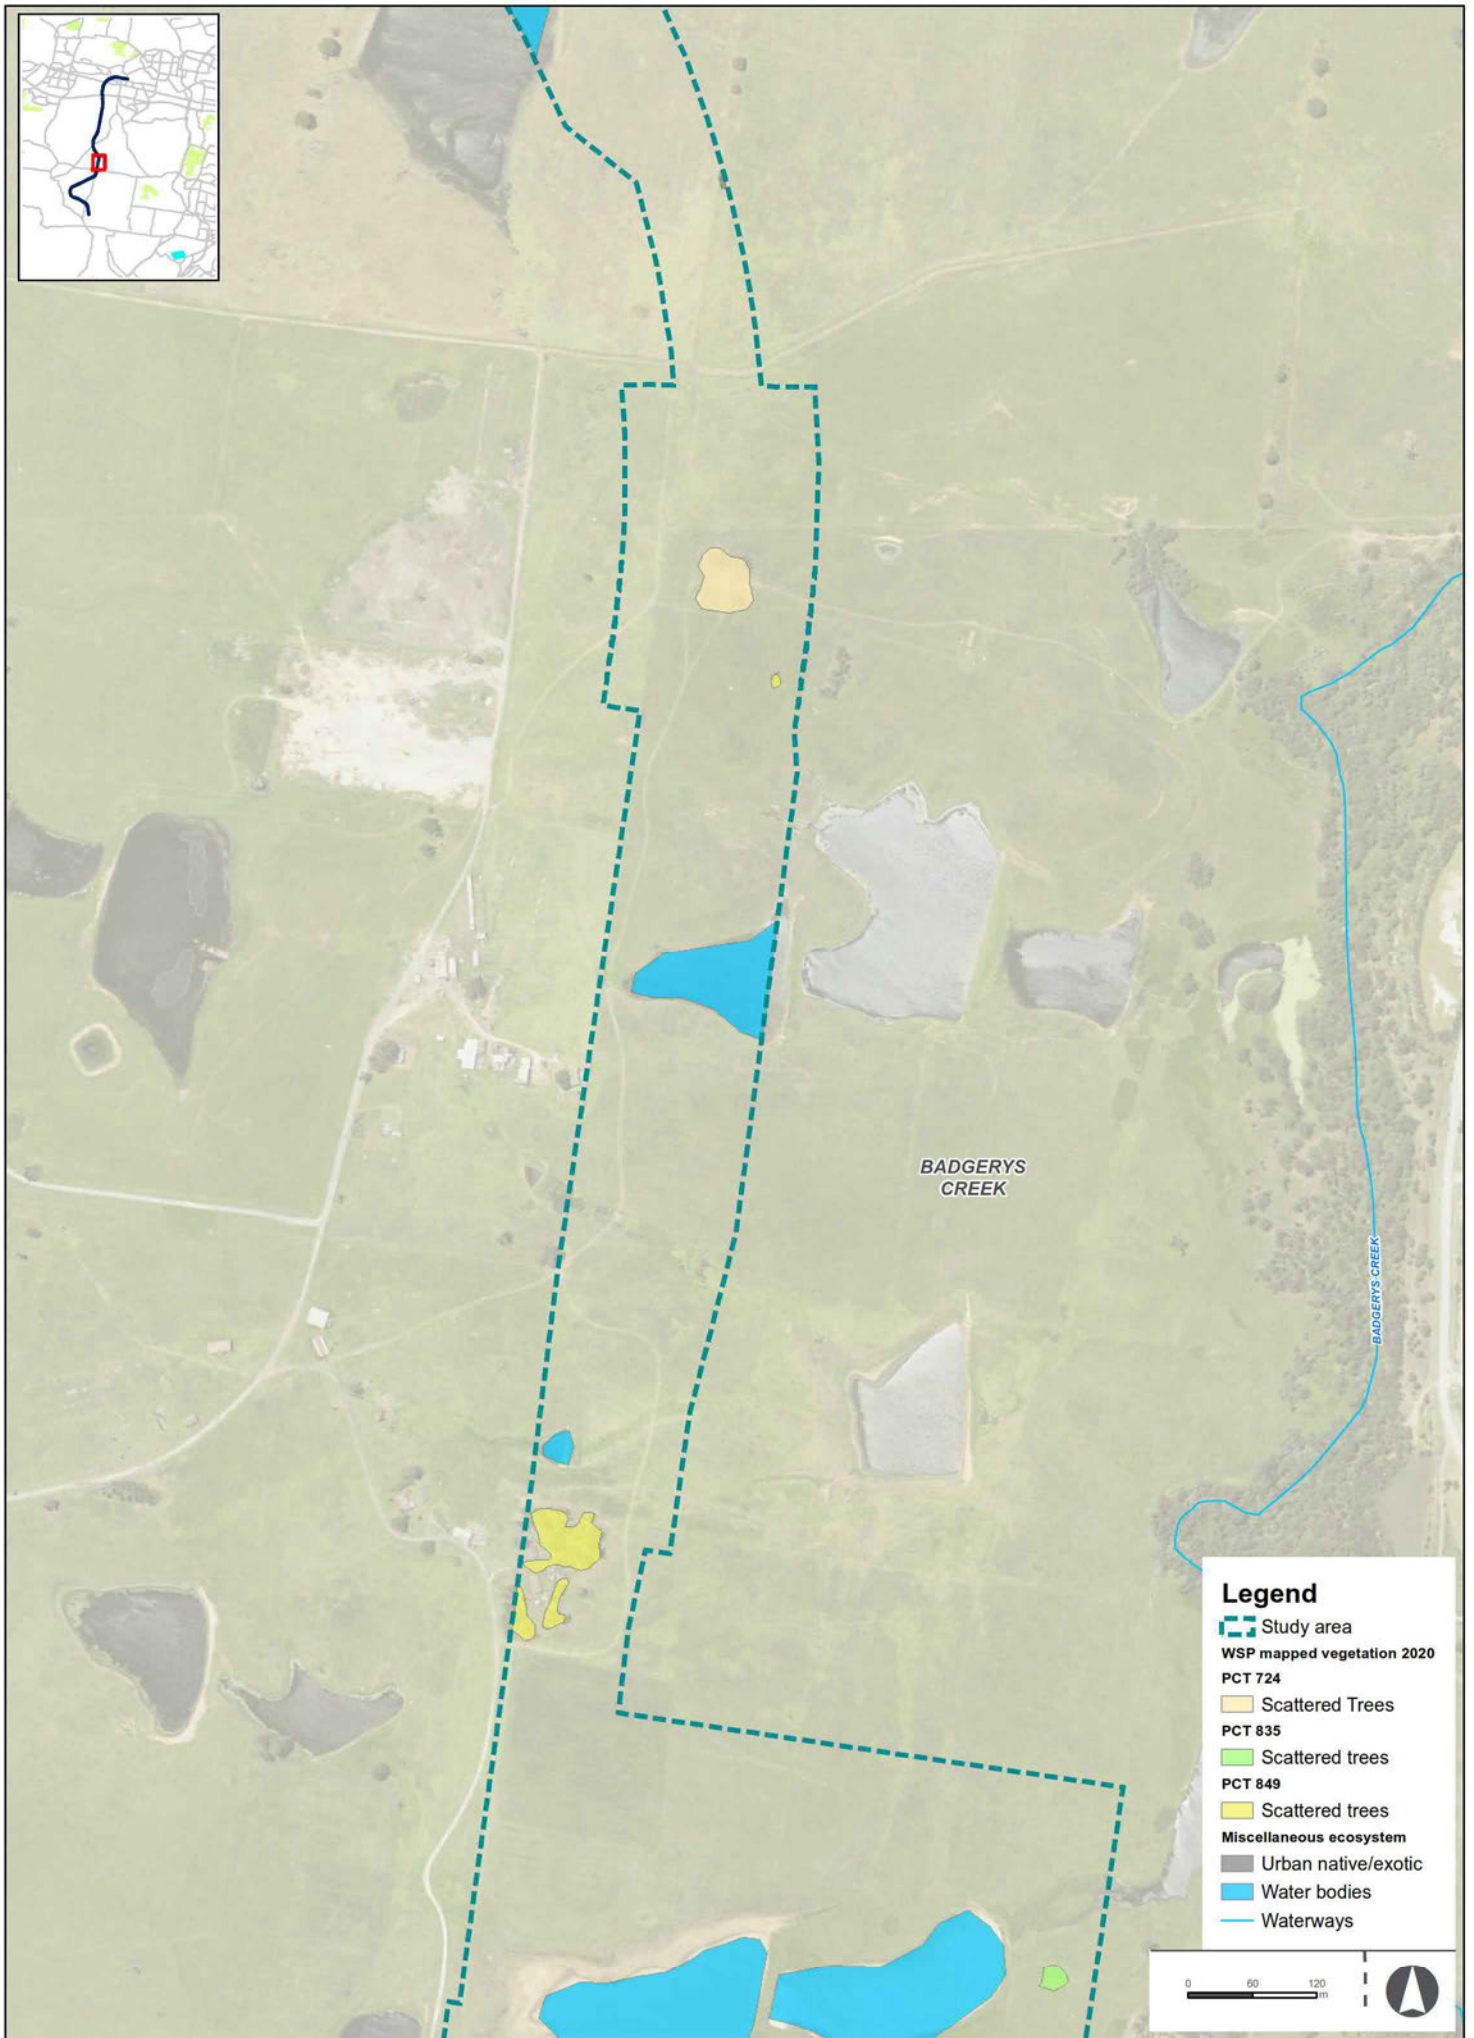 BADGERYS
CREEK
BADGERYS CREEK
Legend
Study area
WSP mapped vegetation 2020
PCT 724
Scattered Trees
PCT 835
Scattered trees
PCT 849
Scattered trees
Miscellaneous ecosystem
Urban native/exotic
Water bodies
Waterways
0 60 120
m